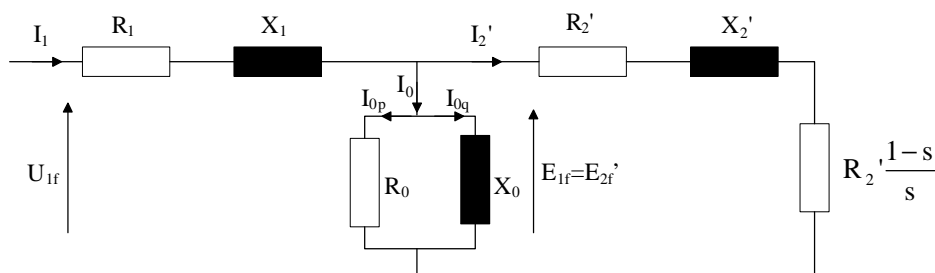 I₁ R₁ X₁ I₂' R₂' X₂'
I₀
I₀ₚ I₀q
U₁f R₀ X₀ E₁f=E₂f’ R₂' (1−s)/s